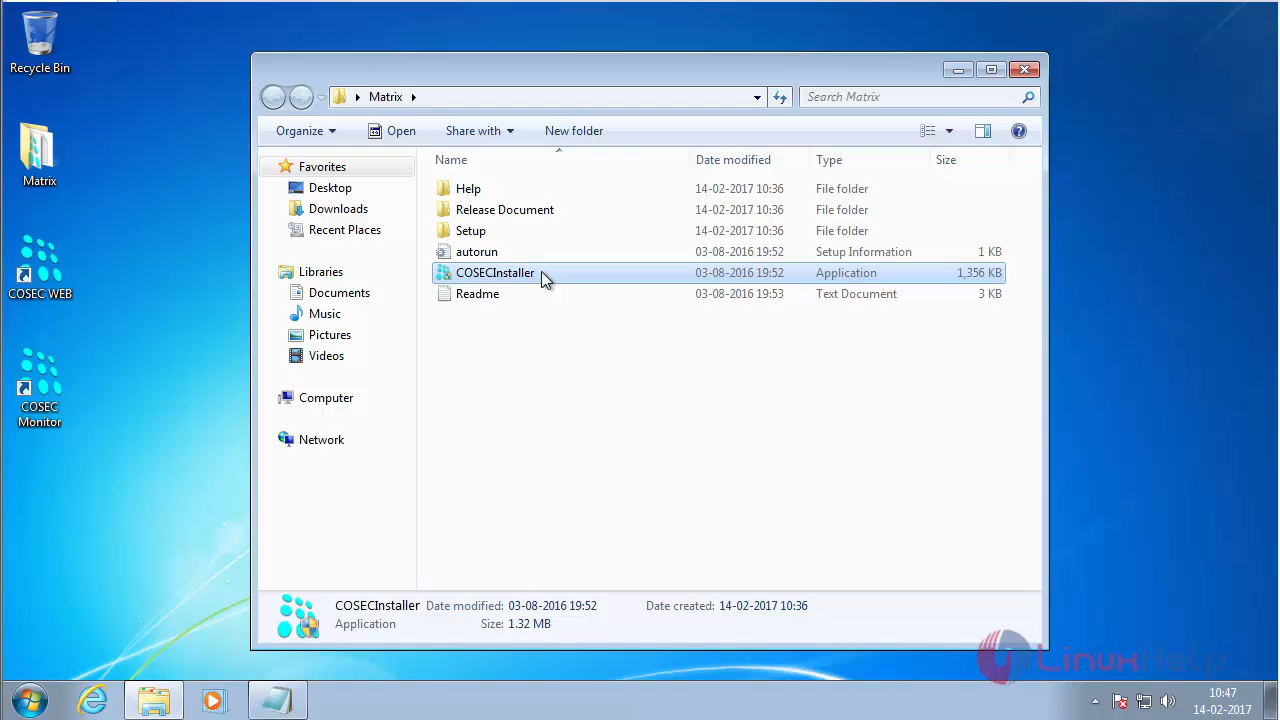 Recycle Bin
Matrix
COSEC WEB
COSEC
Monitor
Matrix
Search Matrix
Organize Open Share with New folder
Name Date modified Type Size
Favorites
Desktop
Downloads
Recent Places
Libraries
Documents
Music
Pictures
Videos
Computer
Network
Help 14-02-2017 10:36 File folder
Release Document 14-02-2017 10:36 File folder
Setup 14-02-2017 10:36 File folder
autorun 03-08-2016 19:52 Setup Information 1 KB
COSECInstaller 03-08-2016 19:52 Application 1,356 KB
Readme 03-08-2016 19:53 Text Document 3 KB
COSECInstaller Date modified: 03-08-2016 19:52 Date created: 14-02-2017 10:36
Application Size: 1.32 MB
LinuxHelp
10:47
14-02-2017